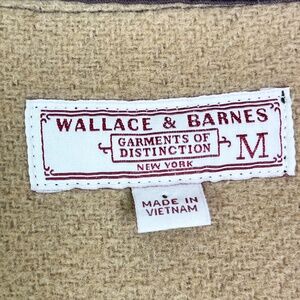 WALLACE & BARNES
GARMENTS OF
DISTINCTION
NEW YORK
M
MADE IN
VIETNAM